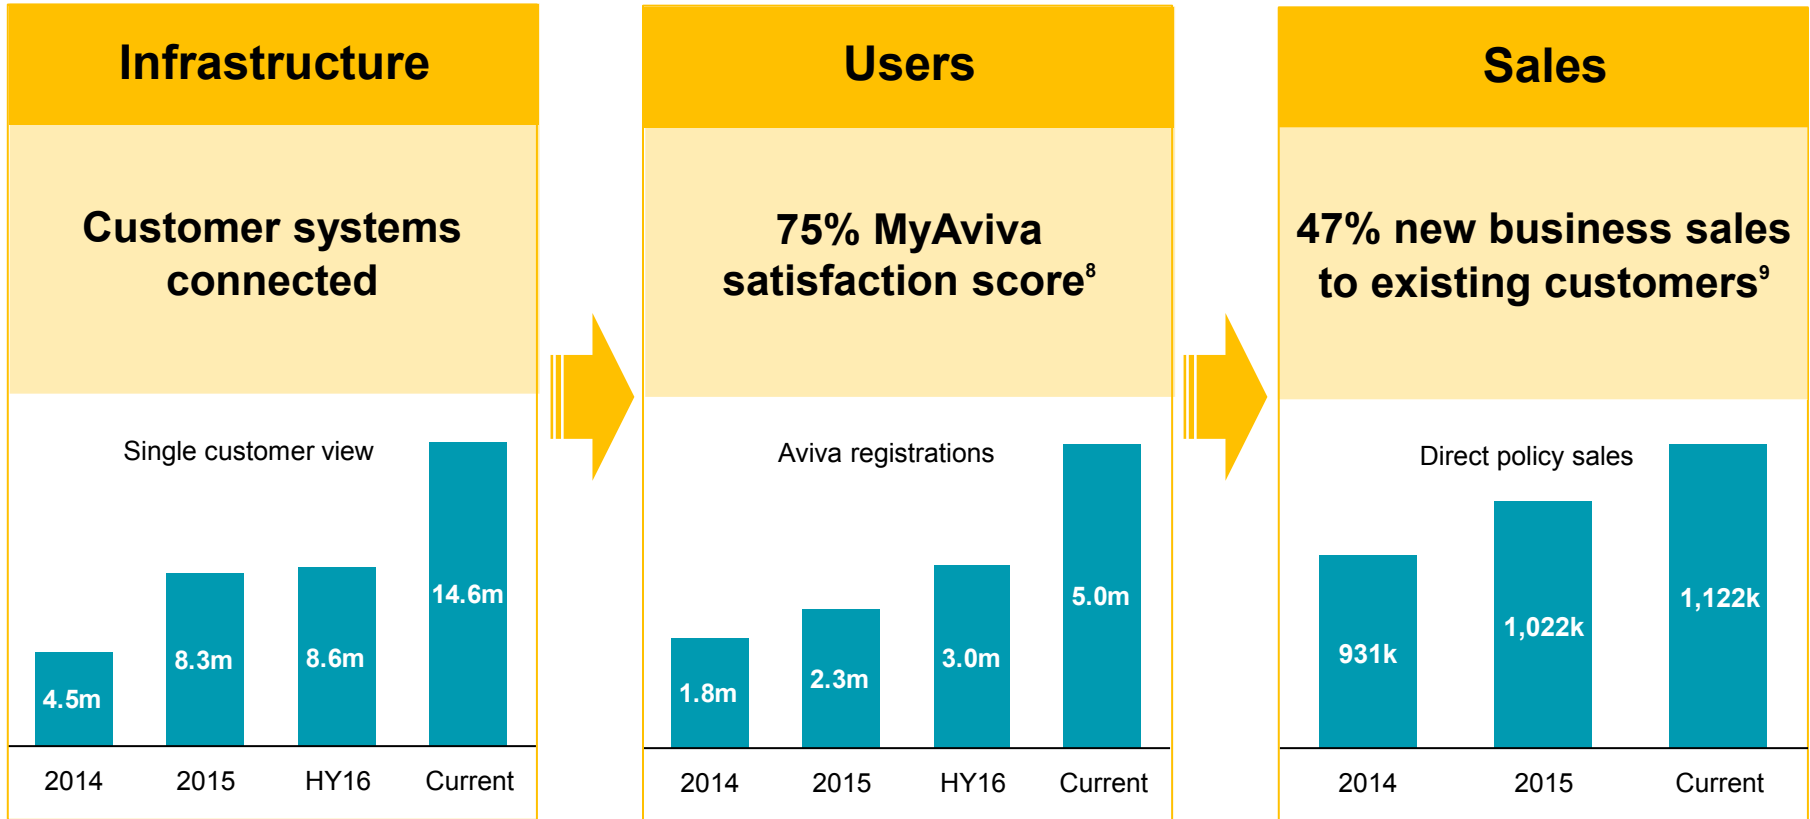 Infrastructure
Customer systems
connected
Single customer view
4.5m
8.3m
8.6m
14.6m
2014
2015
HY16
Current
Users
75% MyAviva
satisfaction score⁸
Aviva registrations
1.8m
2.3m
3.0m
5.0m
2014
2015
HY16
Current
Sales
47% new business sales
to existing customers⁹
Direct policy sales
931k
1,022k
1,122k
2014
2015
Current